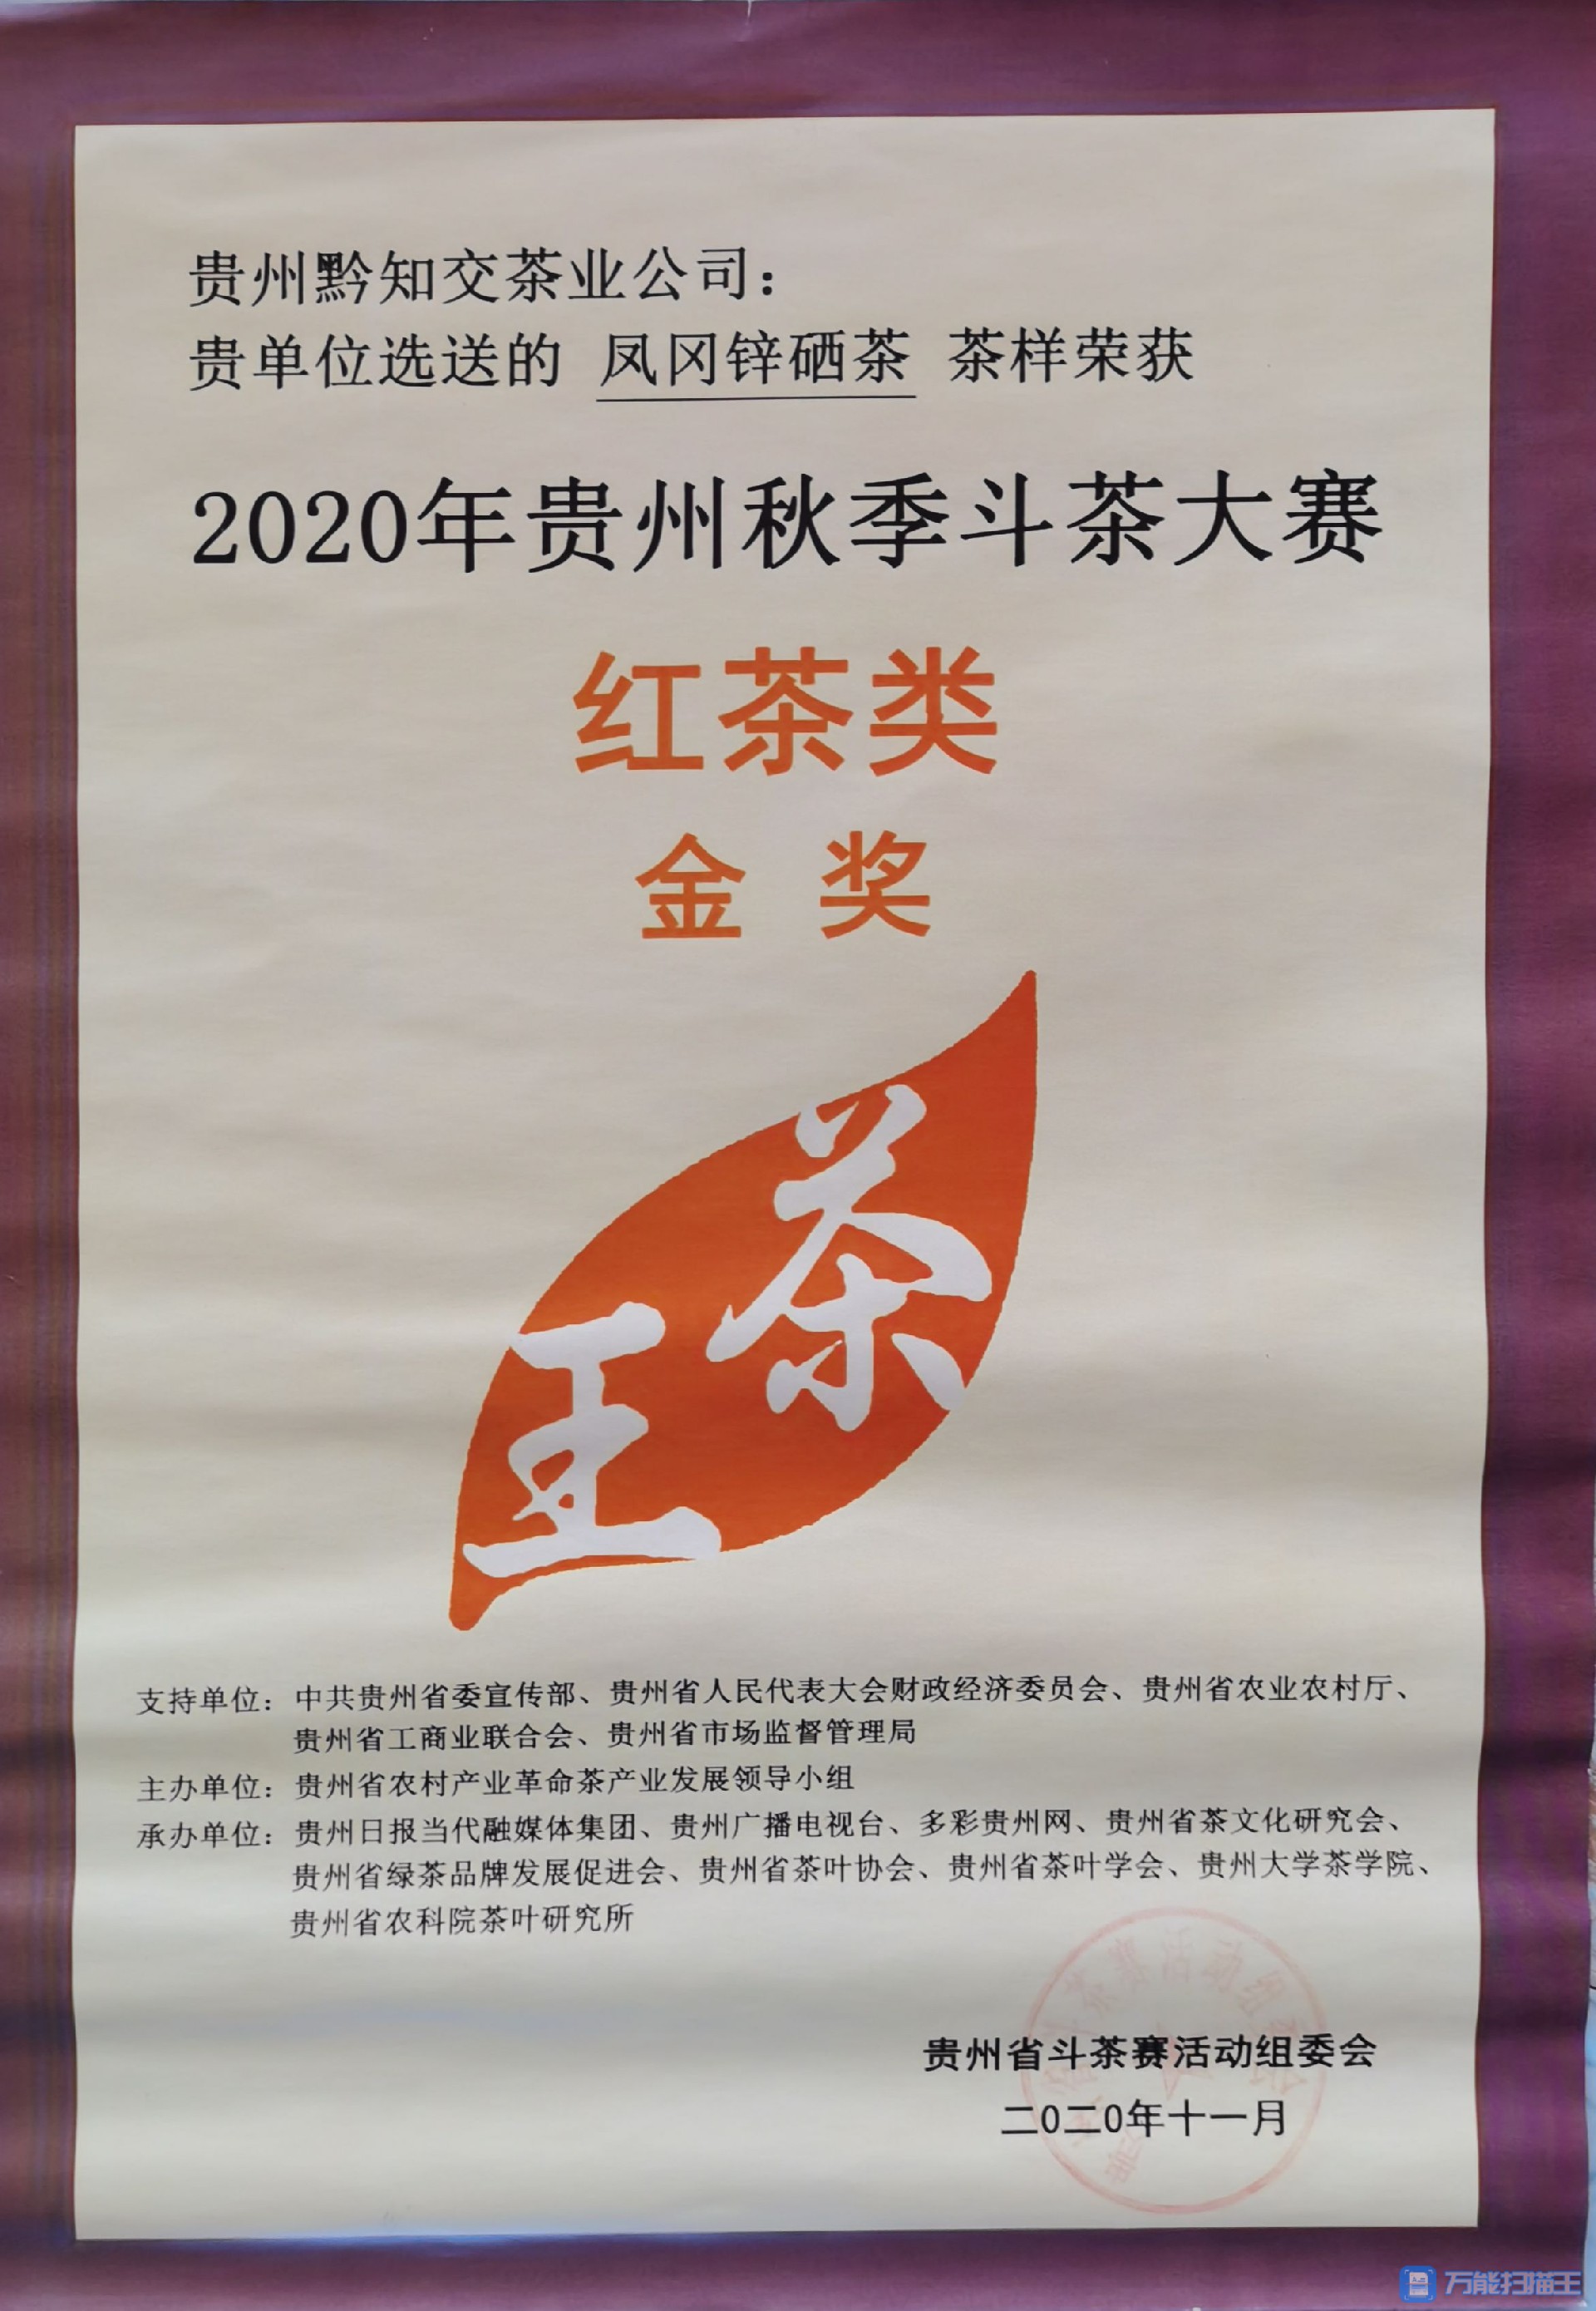 贵州黔知交茶业公司：
贵单位选送的 凤冈锌硒茶 茶样荣获
2020年贵州秋季斗茶大赛
红茶类
金奖
茶
王
支持单位：中共贵州省委宣传部、贵州省人民代表大会财政经济委员会、贵州省农业农村厅、
贵州省工商业联合会、贵州省市场监督管理局
主办单位：贵州省农村产业革命茶产业发展领导小组
承办单位：贵州日报当代融媒体集团、贵州广播电视台、多彩贵州网、贵州省茶文化研究会、
贵州省绿茶品牌发展促进会、贵州省茶叶协会、贵州省茶叶学会、贵州大学茶学院、
贵州省农科院茶叶研究所
贵州省斗茶赛活动组委会
二0二0年十一月
万能扫描王